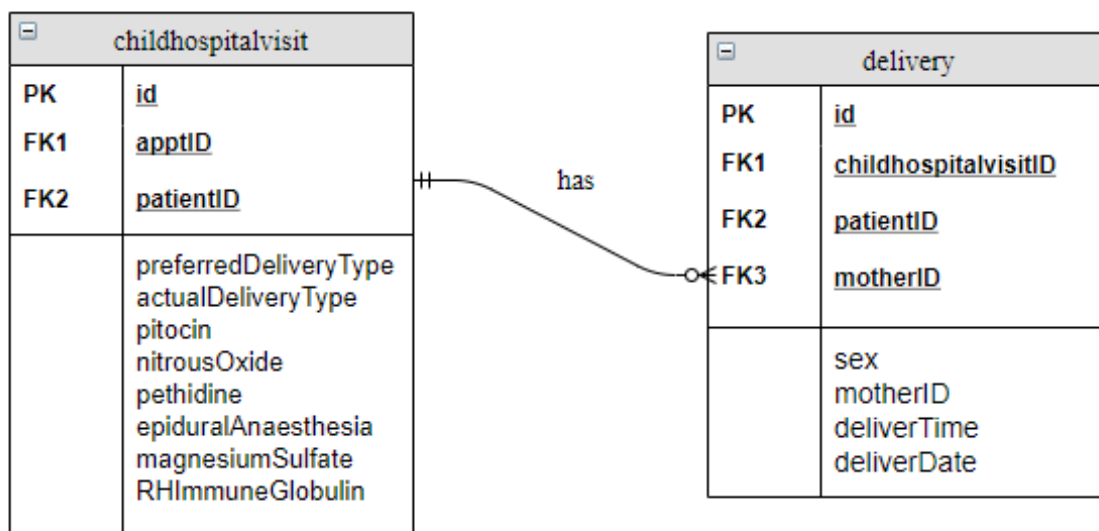 childhospitalvisit
PK id
FK1 apptID
FK2 patientID
preferredDeliveryType
actualDeliveryType
pitocin
nitrousOxide
pethidine
epiduralAnaesthesia
magnesiumSulfate
RHImmuneGlobulin
has
delivery
PK id
FK1 childhospitalvisitID
FK2 patientID
FK3 motherID
sex
motherID
deliverTime
deliverDate